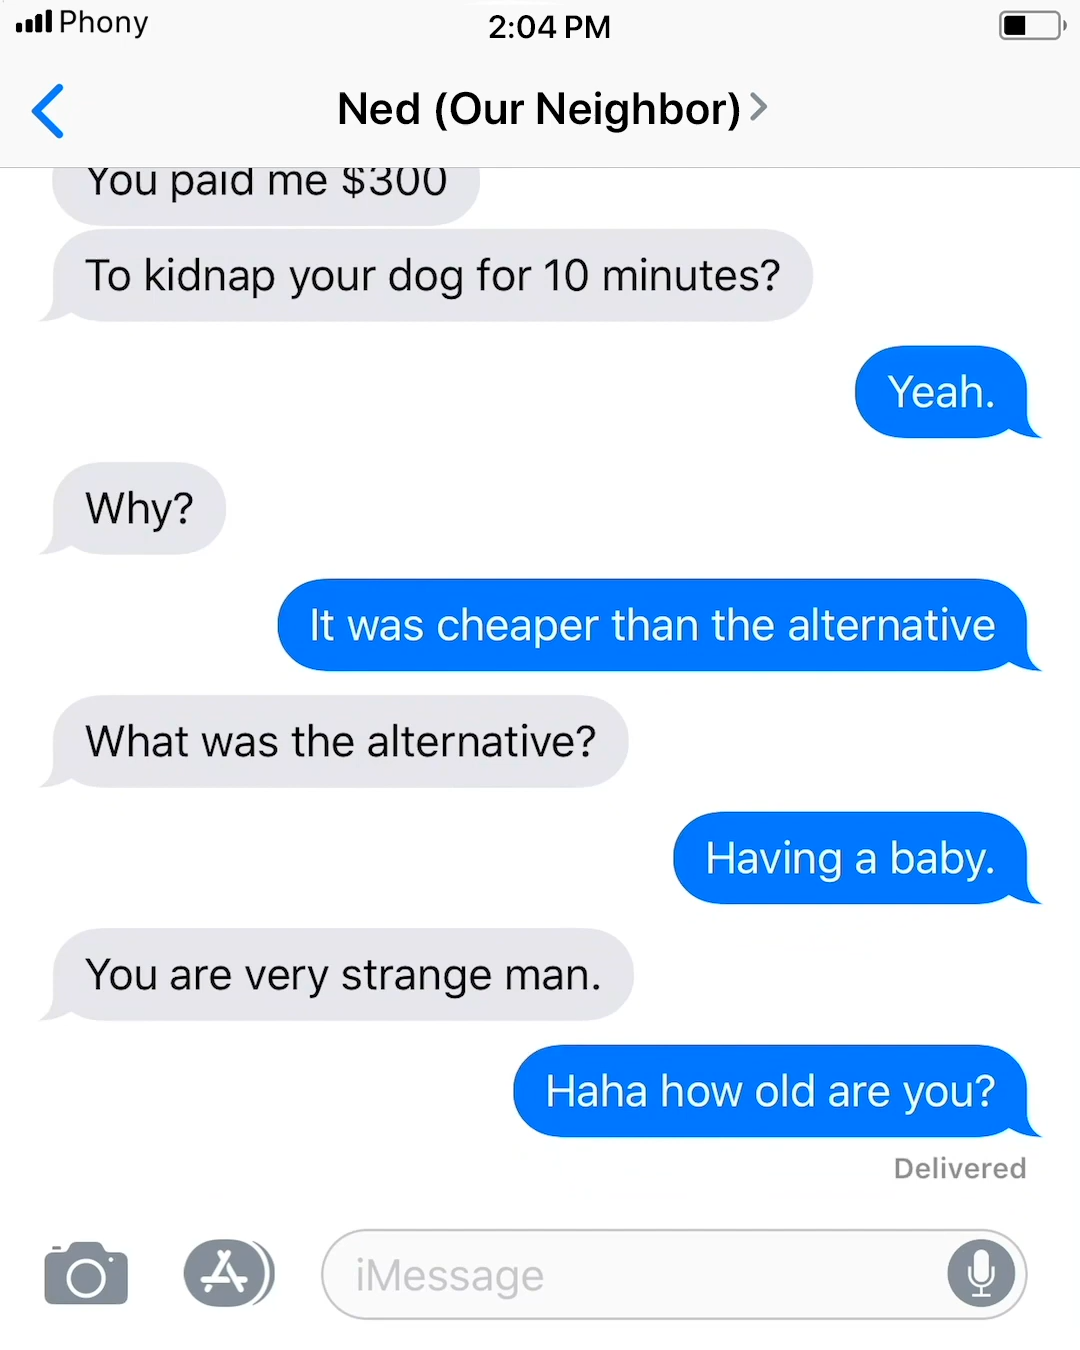 Phony
2:04 PM
Ned (Our Neighbor)
You paid me $300
To kidnap your dog for 10 minutes?
Yeah.
Why?
It was cheaper than the alternative
What was the alternative?
Having a baby.
You are very strange man.
Haha how old are you?
Delivered
iMessage